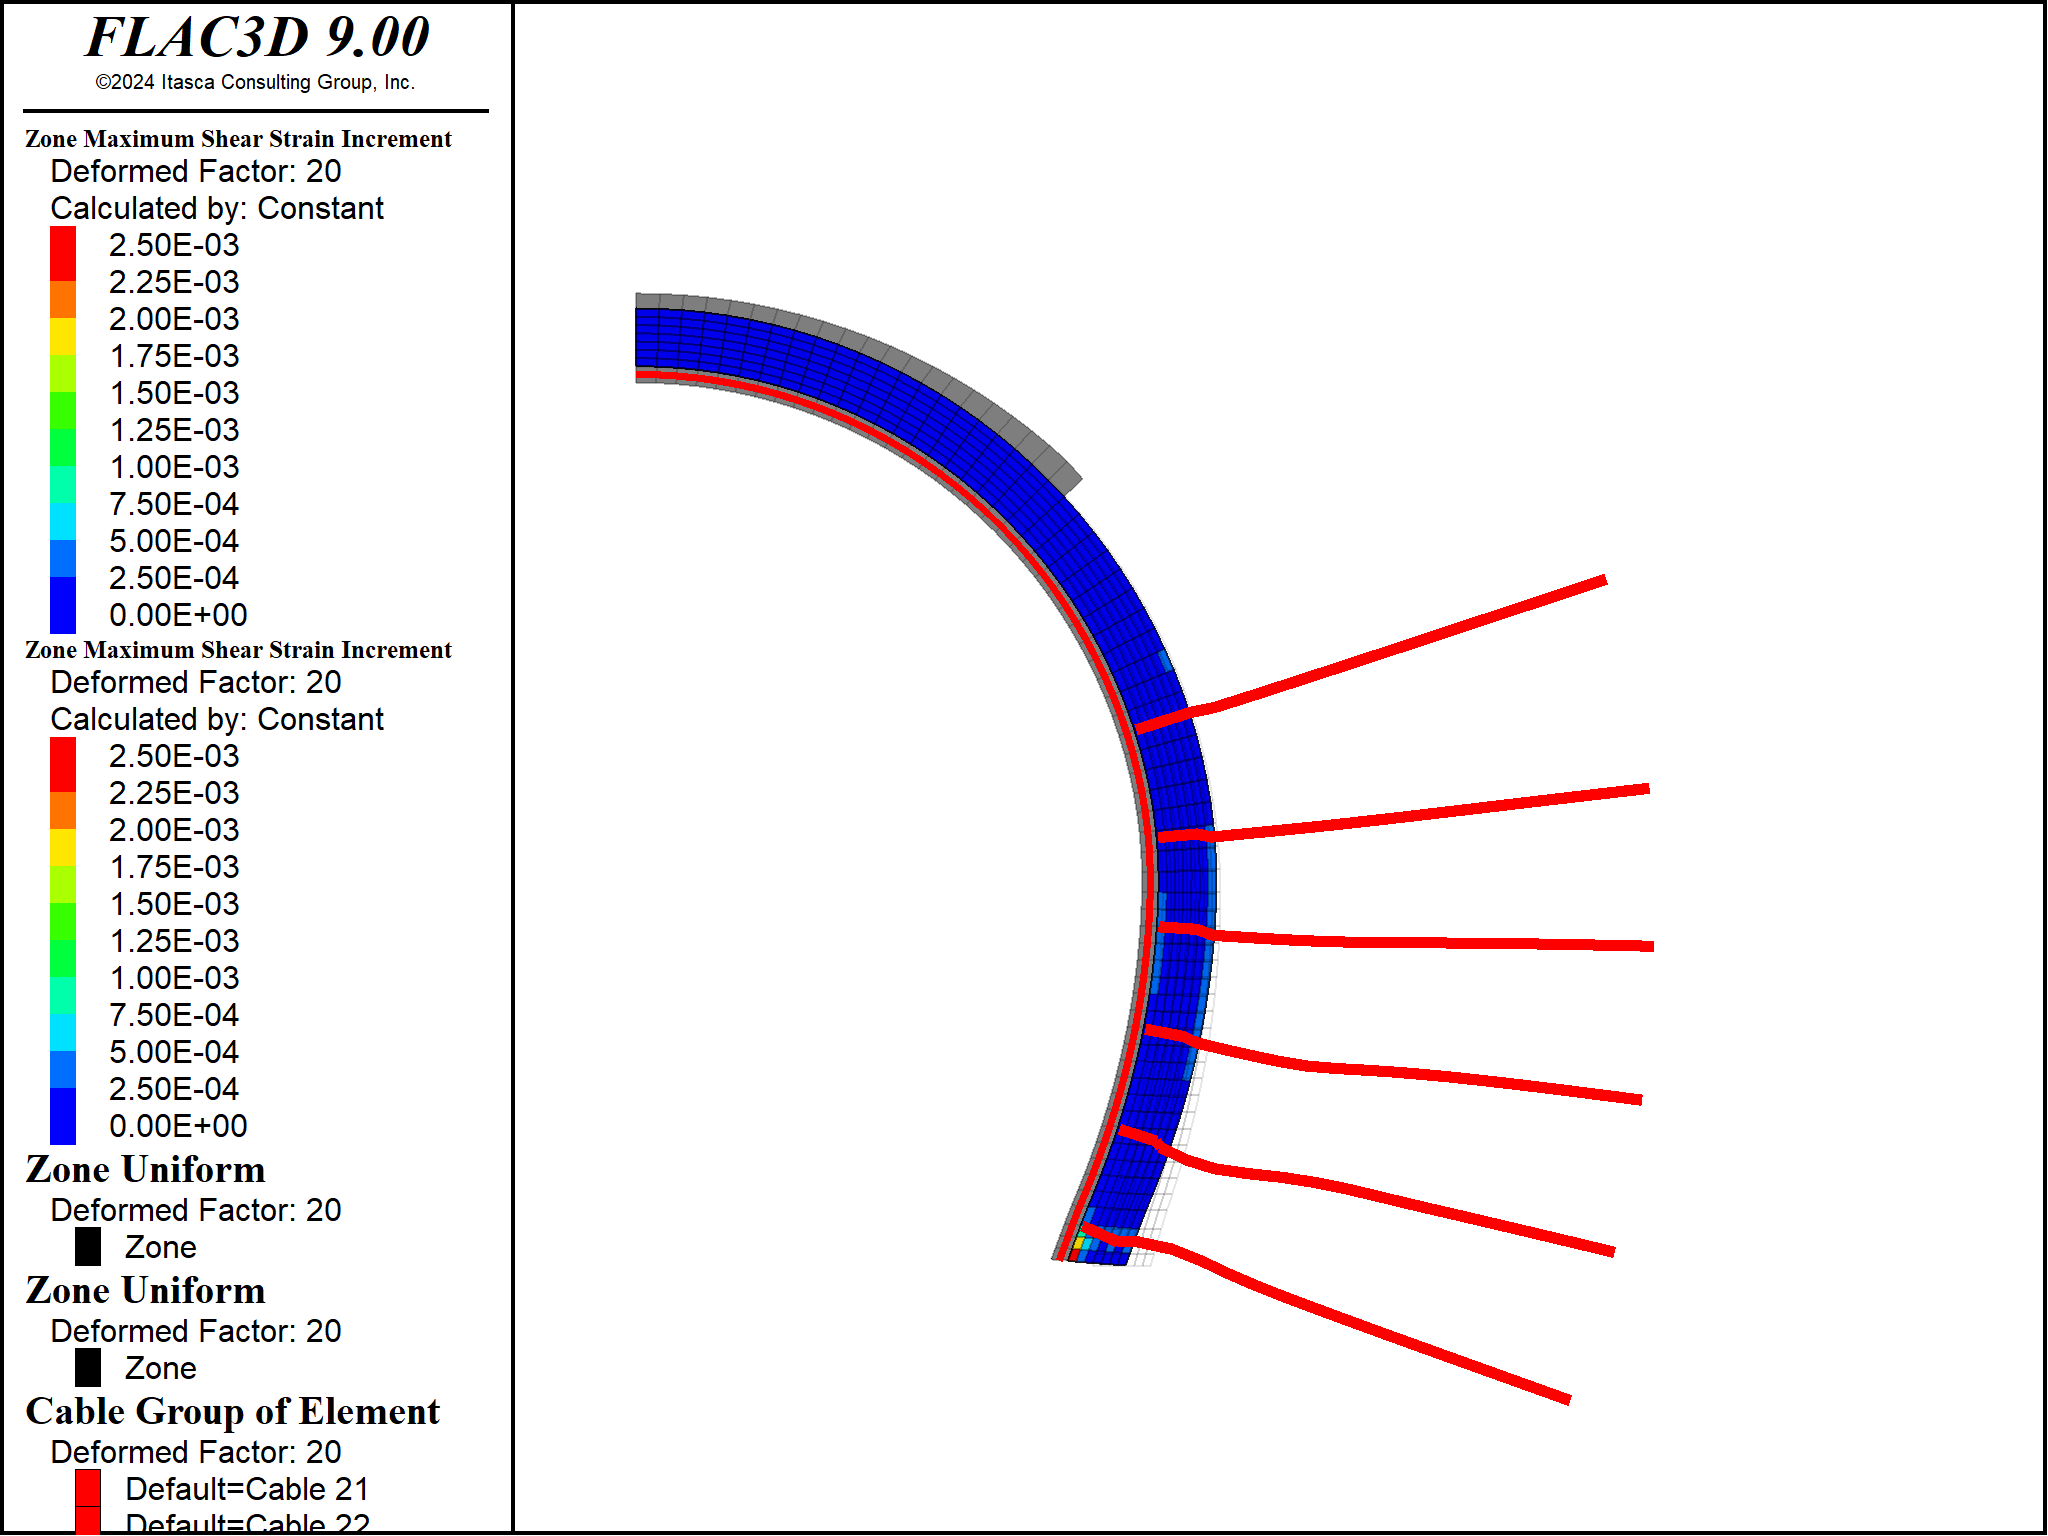 FLAC3D 9.00
©2024 Itasca Consulting Group, Inc.
Zone Maximum Shear Strain Increment
Deformed Factor: 20
Calculated by: Constant
2.50E-03
2.25E-03
2.00E-03
1.75E-03
1.50E-03
1.25E-03
1.00E-03
7.50E-04
5.00E-04
2.50E-04
0.00E+00
Zone Maximum Shear Strain Increment
Deformed Factor: 20
Calculated by: Constant
2.50E-03
2.25E-03
2.00E-03
1.75E-03
1.50E-03
1.25E-03
1.00E-03
7.50E-04
5.00E-04
2.50E-04
0.00E+00
Zone Uniform
Deformed Factor: 20
Zone
Zone Uniform
Deformed Factor: 20
Zone
Cable Group of Element
Deformed Factor: 20
Default=Cable 21
Default=Cable 22